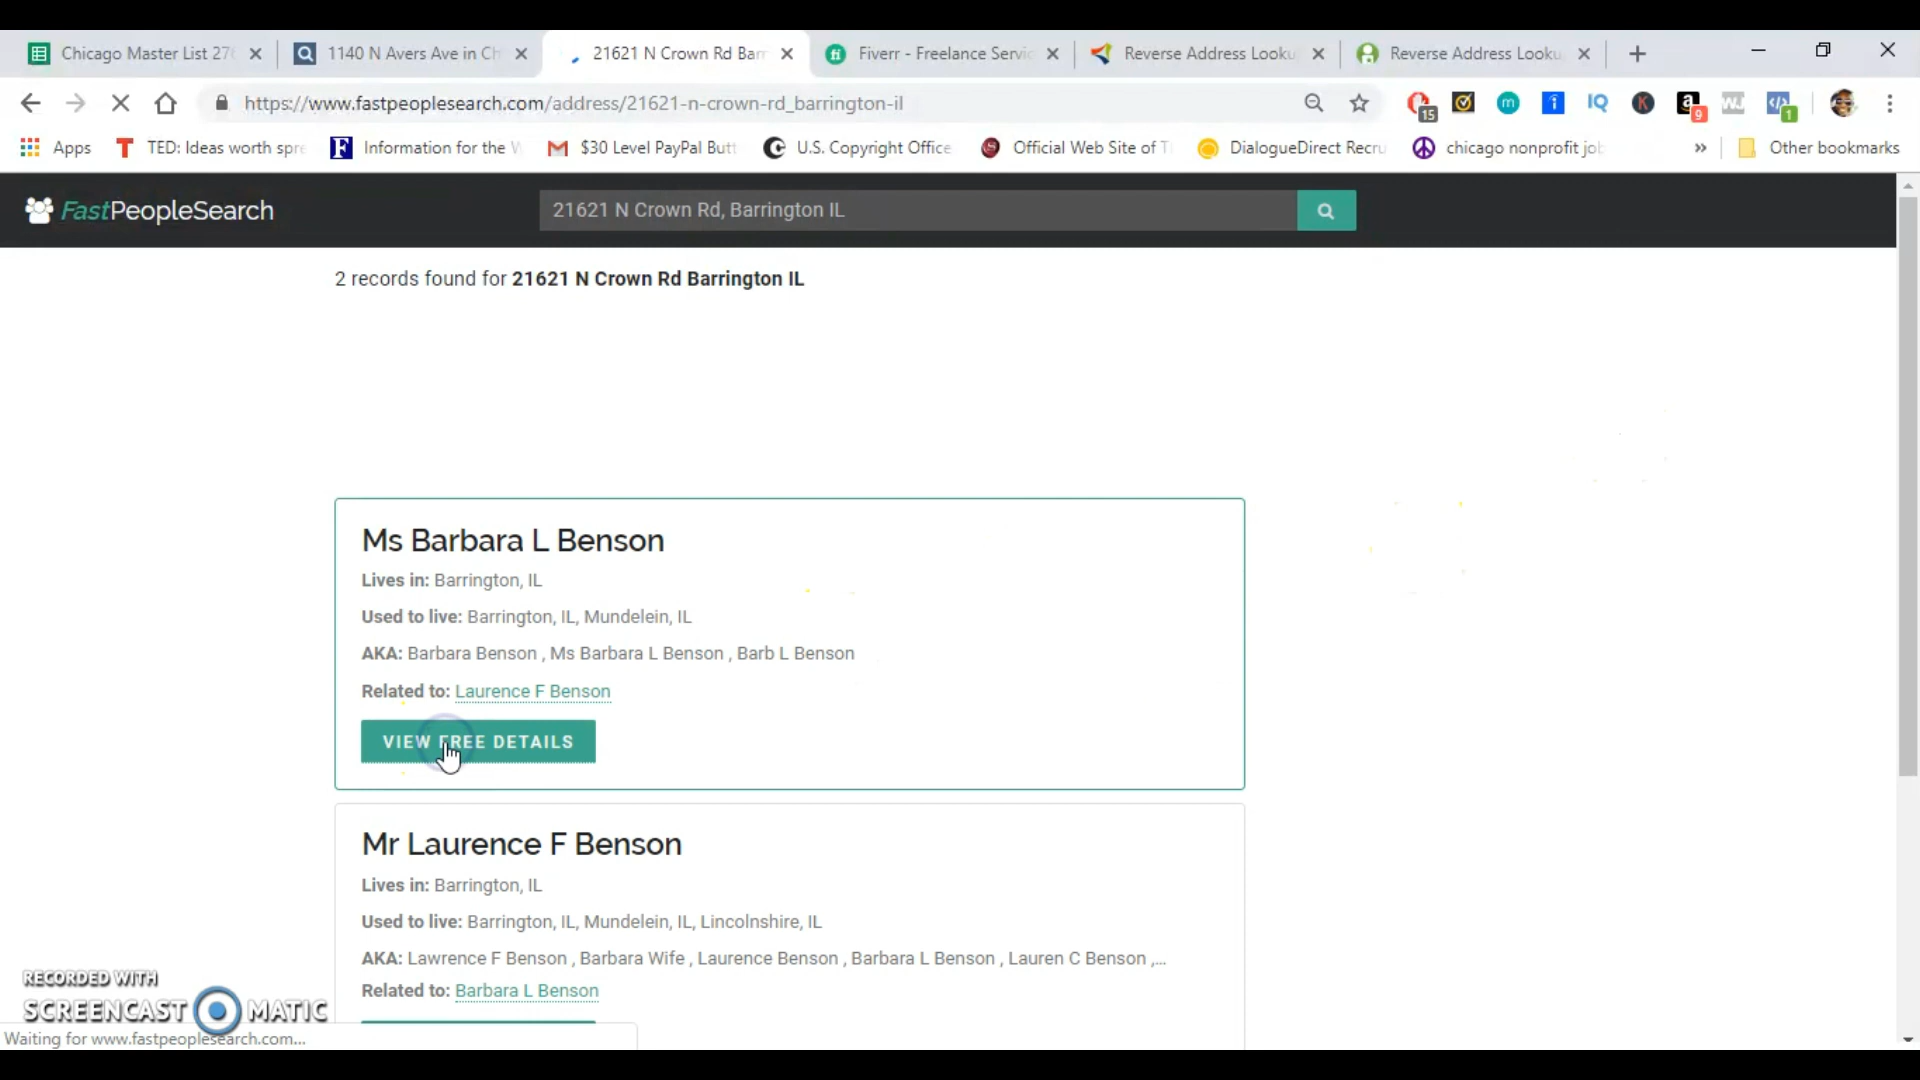 Chicago Master List 27 1140 N Avers Ave in Ch 21621 N Crown Rd Barr Fiverr - Freelance Servic Reverse Address Looku Reverse Address Looku
https://www.fastpeoplesearch.com/address/21621-n-crown-rd_barrington-il 15 m K a 9 WJ 1
Apps TED: Ideas worth spre Information for the W $30 Level PayPal Butt U.S. Copyright Office Official Web Site of T DialogueDirect Recru chicago nonprofit job » Other bookmarks
FastPeopleSearch 21621 N Crown Rd, Barrington IL
2 records found for 21621 N Crown Rd Barrington IL
Ms Barbara L Benson
Lives in: Barrington, IL
Used to live: Barrington, IL, Mundelein, IL
AKA: Barbara Benson , Ms Barbara L Benson , Barb L Benson
Related to: Laurence F Benson
VIEW FREE DETAILS
Mr Laurence F Benson
Lives in: Barrington, IL
Used to live: Barrington, IL, Mundelein, IL, Lincolnshire, IL
AKA: Lawrence F Benson , Barbara Wife , Laurence Benson , Barbara L Benson , Lauren C Benson ,...
Related to: Barbara L Benson
RECORDED WITH
SCREENCAST MATIC
Waiting for www.fastpeoplesearch.com...